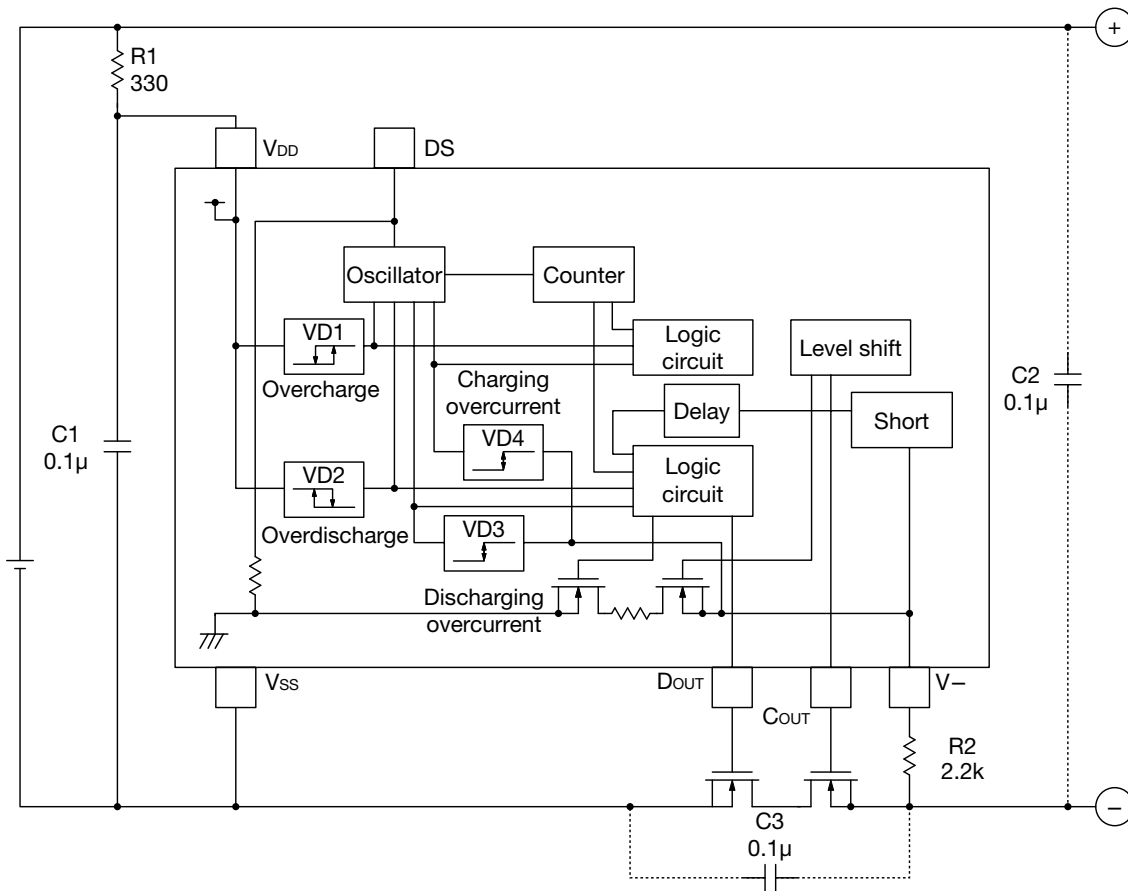 +
R1
330
VDD
DS
Oscillator
Counter
VD1
Overcharge
Logic
circuit
Level shift
Charging
overcurrent
Delay
Short
C2
0.1µ
C1
0.1µ
VD4
VD2
Overdischarge
Logic
circuit
VD3
Discharging
overcurrent
VSS
DOUT
COUT
V−
R2
2.2k
−
C3
0.1µ